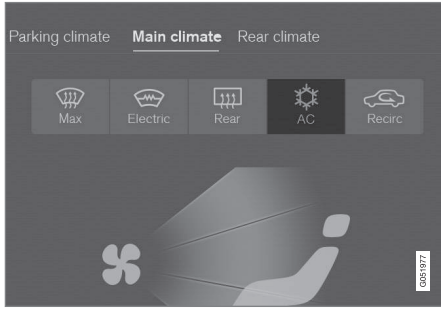 Parking climate Main climate Rear climate
Max Electric Rear AC Recirc
G051977